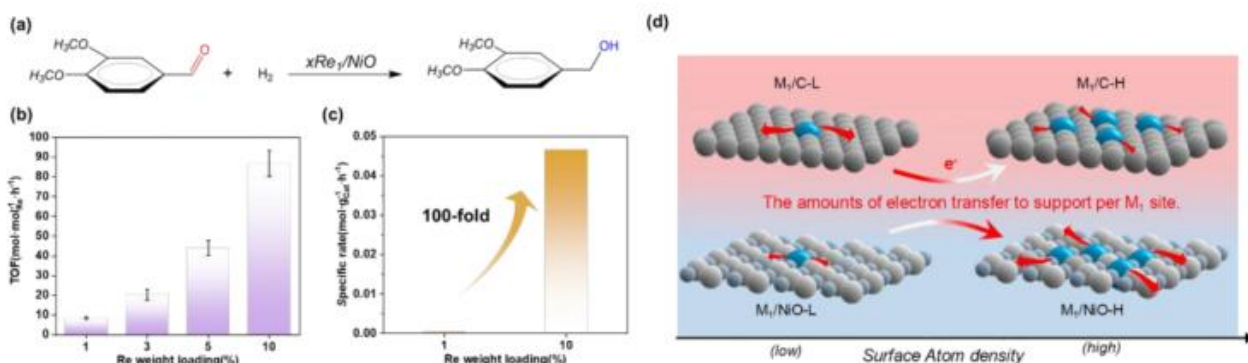 (a)
H₃CO
H₃CO
O
+
H₂
xRe₁/NiO
H₃CO
H₃CO
OH
(b)
TOF(mol·mol⁻¹Re·h⁻¹)
100
90
80
70
60
50
40
30
20
10
0
1
3
5
10
Re weight loading(%)
(c)
Specific rate(mol·g⁻¹Cat·h⁻¹)
0.05
0.04
0.03
0.02
0.01
0.00
100-fold
1
10
Re weight loading(%)
(d)
M₁/C-L
M₁/C-H
e⁻
The amounts of electron transfer to support per M₁ site.
M₁/NiO-L
M₁/NiO-H
(low)
Surface Atom density
(high)